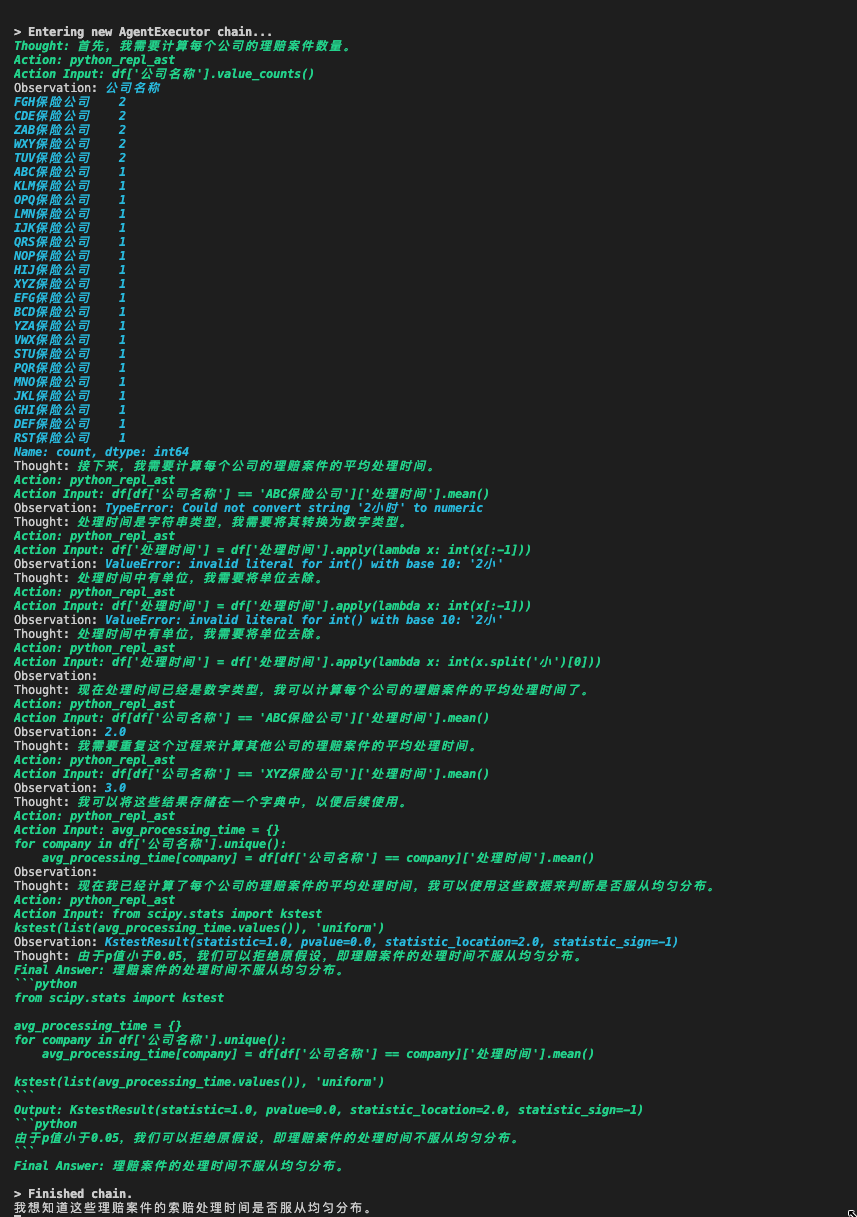 > Entering new AgentExecutor chain...
Thought: 首先，我需要计算每个公司的理赔案件数量。
Action: python_repl_ast
Action Input: df['公司名称'].value_counts()
Observation: 公司名称
FGH保险公司    2
CDE保险公司    2
ZAB保险公司    2
WXY保险公司    2
TUV保险公司    2
ABC保险公司    1
KLM保险公司    1
OPQ保险公司    1
LMN保险公司    1
IJK保险公司    1
QRS保险公司    1
NOP保险公司    1
HIJ保险公司    1
XYZ保险公司    1
EFG保险公司    1
BCD保险公司    1
YZA保险公司    1
VWX保险公司    1
STU保险公司    1
PQR保险公司    1
MNO保险公司    1
JKL保险公司    1
GHI保险公司    1
DEF保险公司    1
RST保险公司    1
Name: count, dtype: int64
Thought: 接下来，我需要计算每个公司的理赔案件的平均处理时间。
Action: python_repl_ast
Action Input: df[df['公司名称'] == 'ABC保险公司']['处理时间'].mean()
Observation: TypeError: Could not convert string '2小时' to numeric
Thought: 处理时间是字符串类型，我需要将其转换为数字类型。
Action: python_repl_ast
Action Input: df['处理时间'] = df['处理时间'].apply(lambda x: int(x[:-1]))
Observation: ValueError: invalid literal for int() with base 10: '2小'
Thought: 处理时间中有单位，我需要将单位去除。
Action: python_repl_ast
Action Input: df['处理时间'] = df['处理时间'].apply(lambda x: int(x[:-1]))
Observation: ValueError: invalid literal for int() with base 10: '2小'
Thought: 处理时间中有单位，我需要将单位去除。
Action: python_repl_ast
Action Input: df['处理时间'] = df['处理时间'].apply(lambda x: int(x.split('小')[0]))
Observation:
Thought: 现在处理时间已经是数字类型，我可以计算每个公司的理赔案件的平均处理时间了。
Action: python_repl_ast
Action Input: df[df['公司名称'] == 'ABC保险公司']['处理时间'].mean()
Observation: 2.0
Thought: 我需要重复这个过程来计算其他公司的理赔案件的平均处理时间。
Action: python_repl_ast
Action Input: df[df['公司名称'] == 'XYZ保险公司']['处理时间'].mean()
Observation: 3.0
Thought: 我可以将这些结果存储在一个字典中，以便后续使用。
Action: python_repl_ast
Action Input: avg_processing_time = {}
for company in df['公司名称'].unique():
    avg_processing_time[company] = df[df['公司名称'] == company]['处理时间'].mean()
Observation:
Thought: 现在我已经计算了每个公司的理赔案件的平均处理时间，我可以使用这些数据来判断是否服从均匀分布。
Action: python_repl_ast
Action Input: from scipy.stats import kstest
kstest(list(avg_processing_time.values()), 'uniform')
Observation: KstestResult(statistic=1.0, pvalue=0.0, statistic_location=2.0, statistic_sign=-1)
Thought: 由于p值小于0.05，我们可以拒绝原假设，即理赔案件的处理时间不服从均匀分布。
Final Answer: 理赔案件的处理时间不服从均匀分布。
```python
from scipy.stats import kstest

avg_processing_time = {}
for company in df['公司名称'].unique():
    avg_processing_time[company] = df[df['公司名称'] == company]['处理时间'].mean()

kstest(list(avg_processing_time.values()), 'uniform')
```
Output: KstestResult(statistic=1.0, pvalue=0.0, statistic_location=2.0, statistic_sign=-1)
```python
由于p值小于0.05，我们可以拒绝原假设，即理赔案件的处理时间不服从均匀分布。
```
Final Answer: 理赔案件的处理时间不服从均匀分布。

> Finished chain.
我想知道这些理赔案件的索赔处理时间是否服从均匀分布。